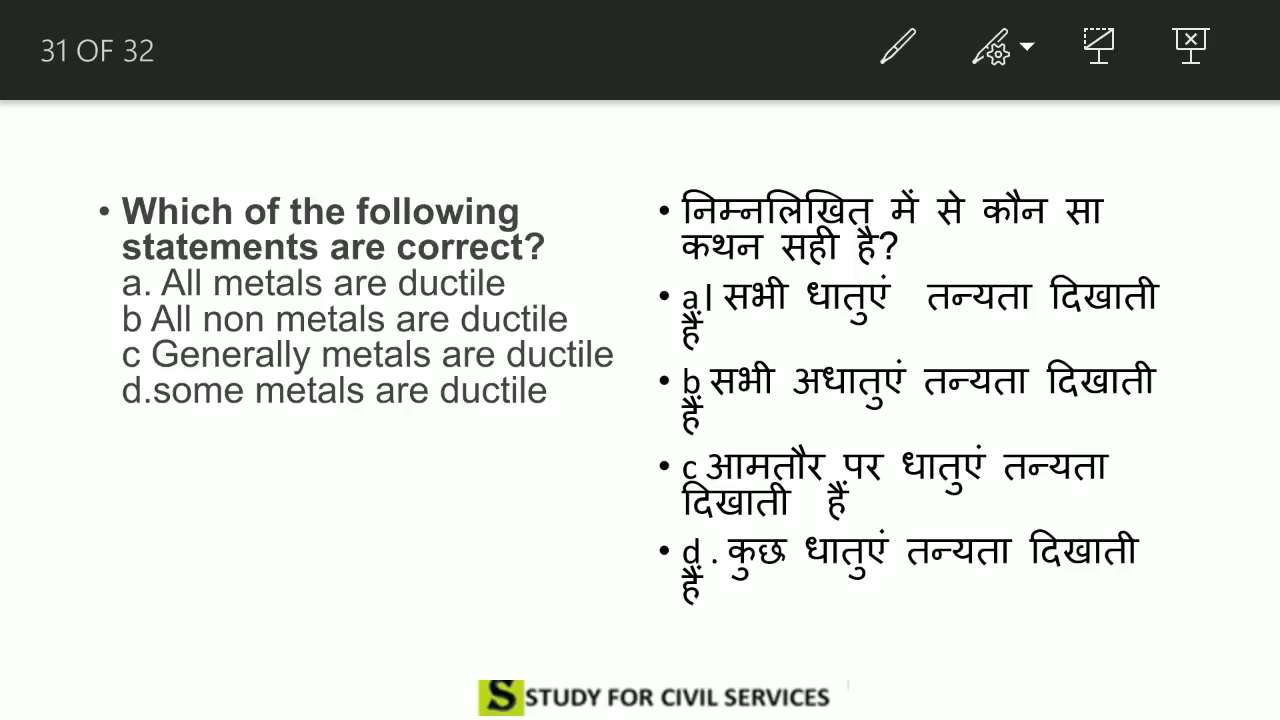 31 OF 32
• Which of the following
statements are correct?
a. All metals are ductile
b All non metals are ductile
c Generally metals are ductile
d.some metals are ductile
• निम्नलिखित में से कौन सा
कथन सही है?
• a। सभी धातुएं तन्यता दिखाती
हैं
• b सभी अधातुएं तन्यता दिखाती
हैं
• c आमतौर पर धातुएं तन्यता
दिखाती हैं
• d . कुछ धातुएं तन्यता दिखाती
हैं
S STUDY FOR CIVIL SERVICES